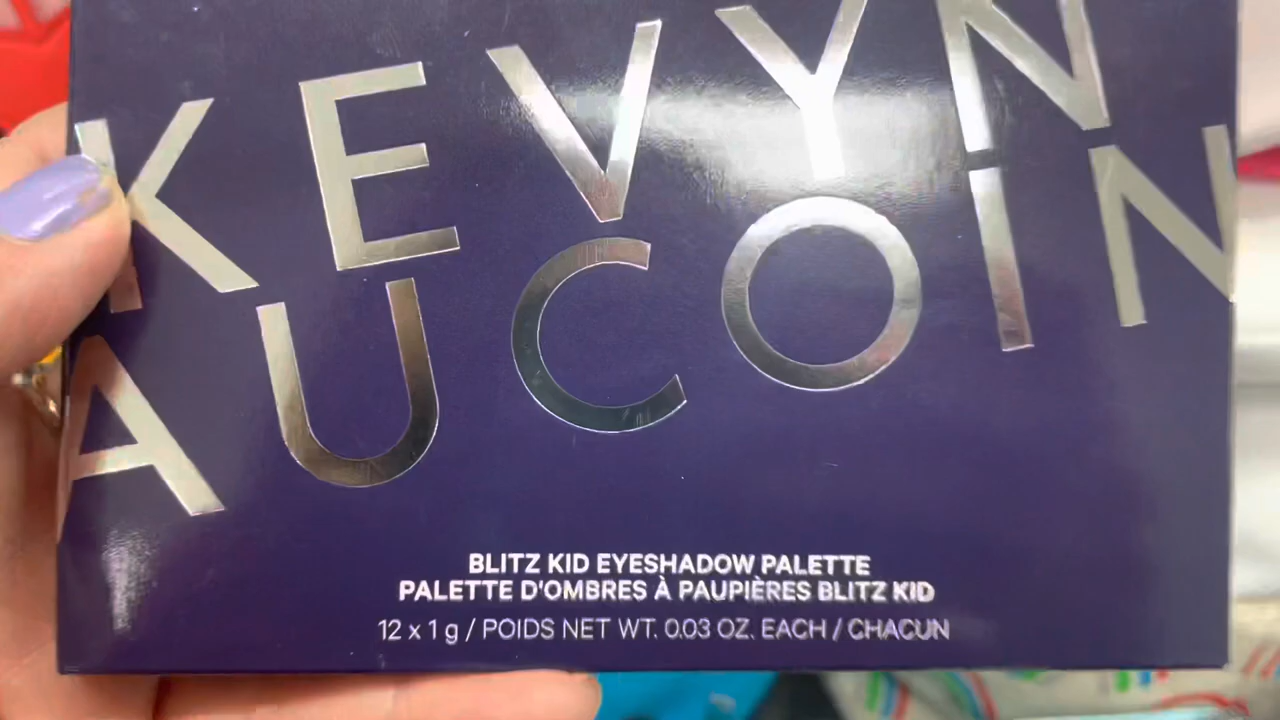 KEVYN
AUCOIN
BLITZ KID EYESHADOW PALETTE
PALETTE D'OMBRES À PAUPIÈRES BLITZ KID
12 x 1 g / POIDS NET WT. 0.03 OZ. EACH / CHACUN